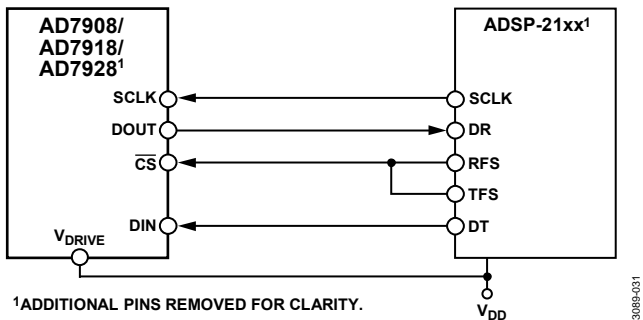 AD7908/
AD7918/
AD7928¹
ADSP-21xx¹
SCLK
SCLK
DOUT
DR
CS
RFS
TFS
DIN
DT
VDRIVE
¹ADDITIONAL PINS REMOVED FOR CLARITY.
VDD
3089-031